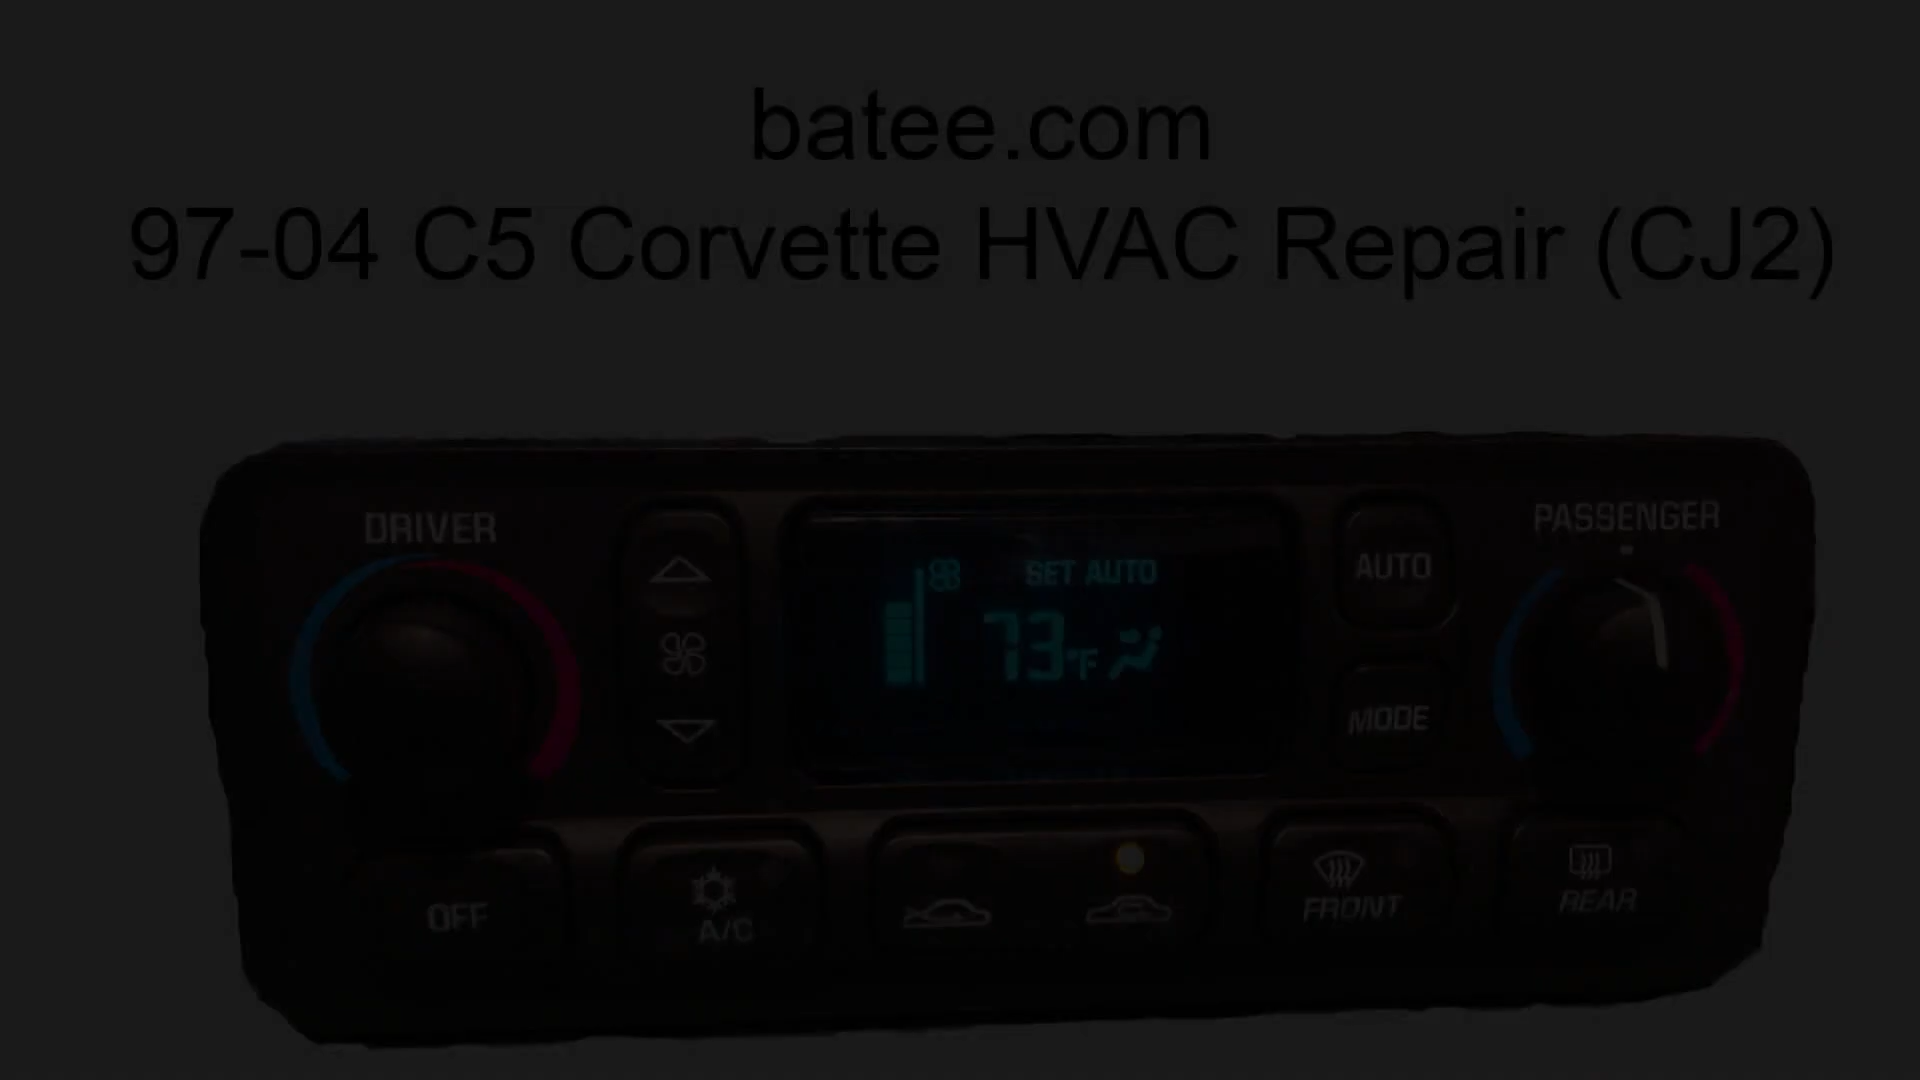 batee.com
97-04 C5 Corvette HVAC Repair (CJ2)
DRIVER
PASSENGER
SET AUTO
73°F
AUTO
MODE
OFF
A/C
FRONT
REAR